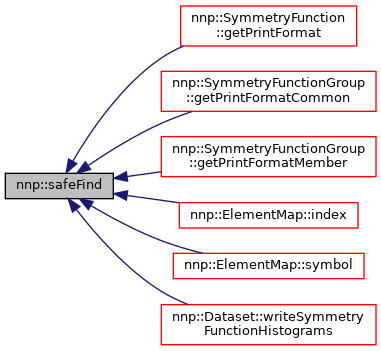 nnp::SymmetryFunction
::getPrintFormat
nnp::SymmetryFunctionGroup
::getPrintFormatCommon
nnp::SymmetryFunctionGroup
::getPrintFormatMember
nnp::safeFind
nnp::ElementMap::index
nnp::ElementMap::symbol
nnp::Dataset::writeSymmetry
FunctionHistograms